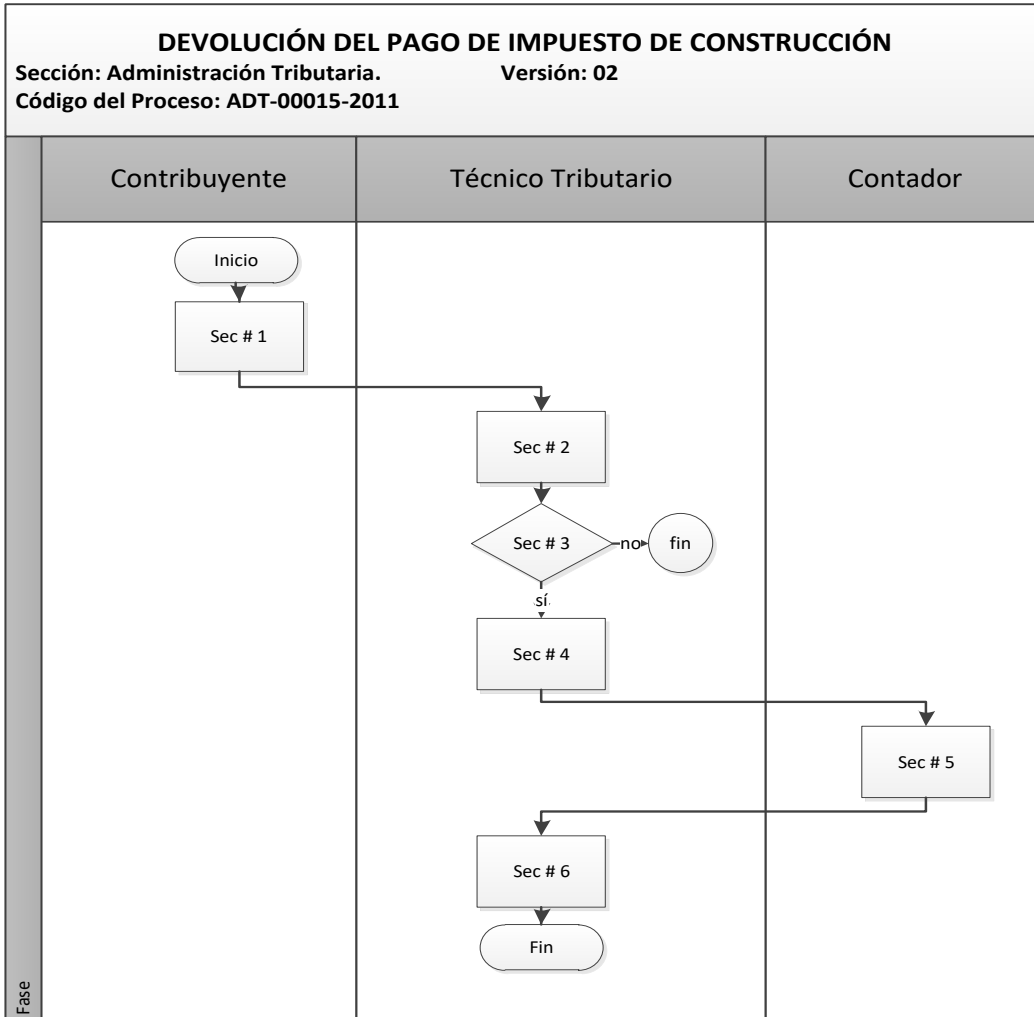 DEVOLUCIÓN DEL PAGO DE IMPUESTO DE CONSTRUCCIÓN
Sección: Administración Tributaria. Versión: 02
Código del Proceso: ADT-00015-2011
Contribuyente Técnico Tributario Contador
Inicio
Sec # 1
Sec # 2
Sec # 3 no fin
sí
Sec # 4
Sec # 5
Sec # 6
Fin
Fase